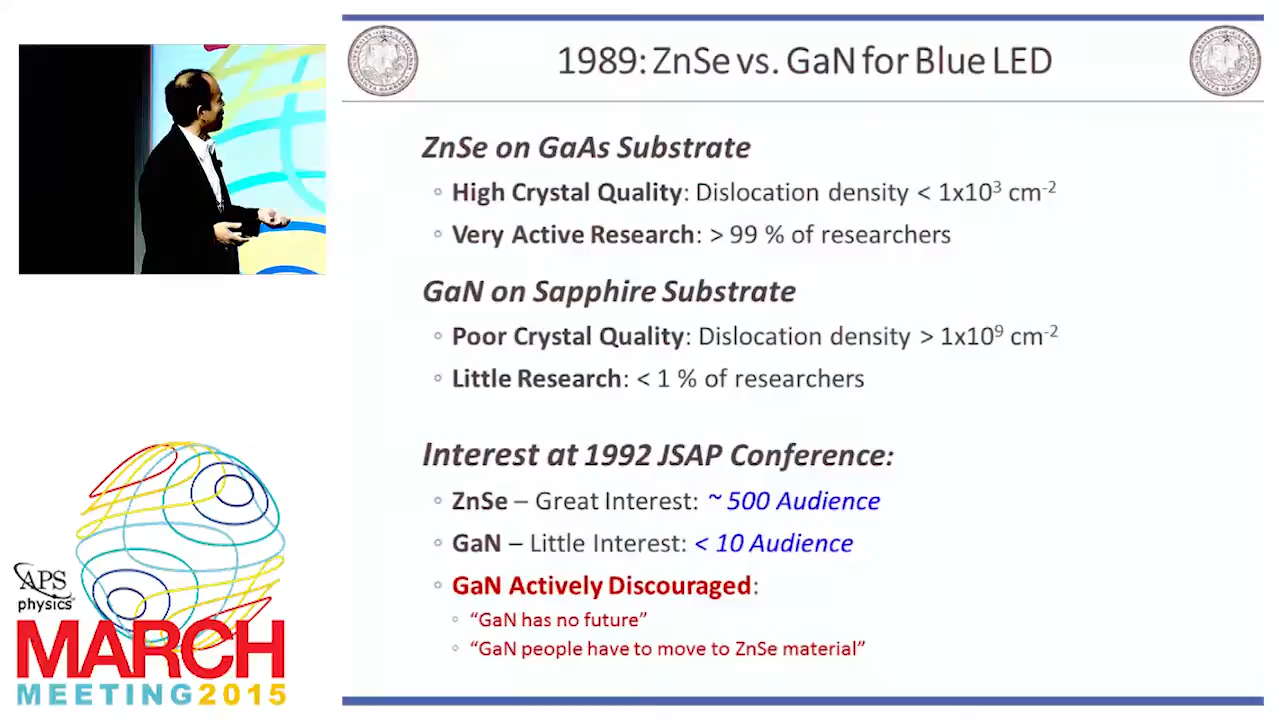 1989: ZnSe vs. GaN for Blue LED
ZnSe on GaAs Substrate
◦ High Crystal Quality: Dislocation density < 1x10³ cm⁻²
◦ Very Active Research: > 99 % of researchers
GaN on Sapphire Substrate
◦ Poor Crystal Quality: Dislocation density > 1x10⁹ cm⁻²
◦ Little Research: < 1 % of researchers
Interest at 1992 JSAP Conference:
◦ ZnSe – Great Interest: ~ 500 Audience
◦ GaN – Little Interest: < 10 Audience
◦ GaN Actively Discouraged:
◦ “GaN has no future”
◦ “GaN people have to move to ZnSe material”
APS
physics
MARCH
MEETING 2015